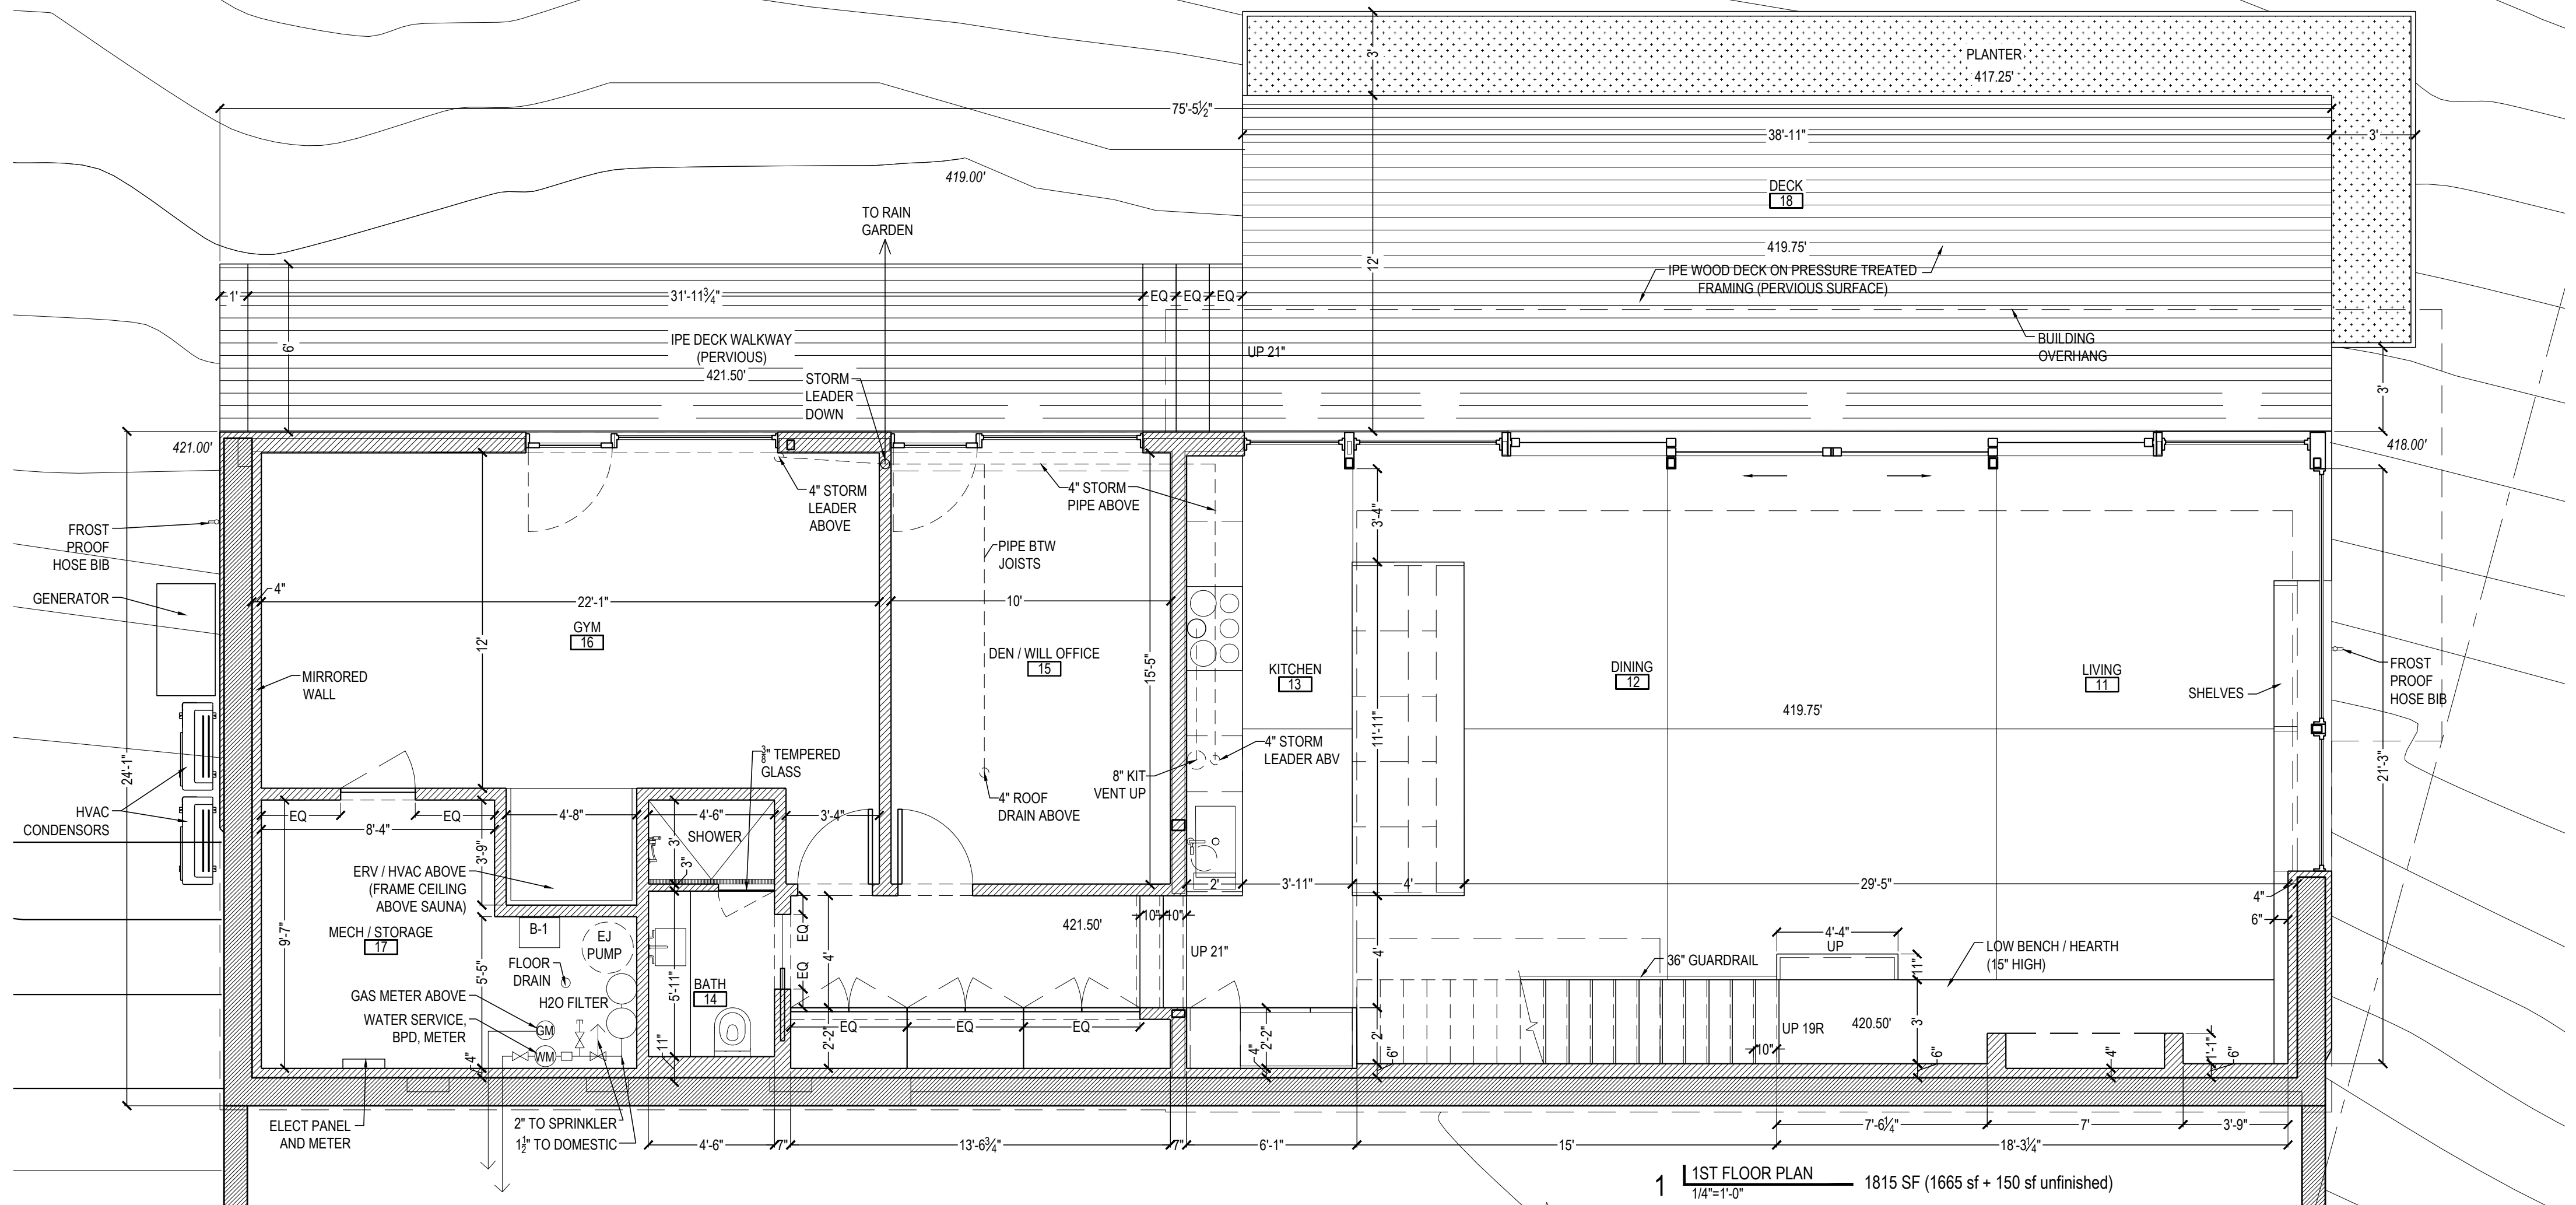 3'
PLANTER
417.25'
75'-5½"
38'-11"
3'
419.00'
DECK
18
TO RAIN
GARDEN
419.75'
12'
IPE WOOD DECK ON PRESSURE TREATED
FRAMING (PERVIOUS SURFACE)
1'
31'-11¾"
EQ
EQ
EQ
6'
IPE DECK WALKWAY
(PERVIOUS)
421.50'
UP 21"
BUILDING
OVERHANG
STORM
LEADER
DOWN
3'
421.00'
418.00'
4" STORM
LEADER
ABOVE
4" STORM
PIPE ABOVE
3'-4"
FROST
PROOF
HOSE BIB
PIPE BTW
JOISTS
GENERATOR
4"
22'-1"
10'
GYM
16
12'
DEN / WILL OFFICE
15
15'-5"
KITCHEN
13
DINING
12
LIVING
11
FROST
PROOF
HOSE BIB
MIRRORED
WALL
SHELVES
419.75'
11'-11"
24'-1"
⅜" TEMPERED
GLASS
8" KIT
VENT UP
4" STORM
LEADER ABV
21'-3"
4" ROOF
DRAIN ABOVE
HVAC
CONDENSORS
EQ
EQ
8'-4"
4'-8"
4'-6"
3'-4"
SHOWER
3'
3"
3'-9"
ERV / HVAC ABOVE
(FRAME CEILING
ABOVE SAUNA)
2'
3'-11"
4'
29'-5"
4"
6"
9'-7"
MECH / STORAGE
17
B-1
EJ
PUMP
EQ
EQ
4'
421.50'
10"
10"
UP 21"
4'
4'-4"
UP
11"
LOW BENCH / HEARTH
(15" HIGH)
36" GUARDRAIL
FLOOR
DRAIN
5'-5"
GAS METER ABOVE
H2O FILTER
5'-11"
BATH
14
WATER SERVICE,
BPD, METER
GM
WM
EQ
EQ
EQ
2'-2"
2'-2"
2'
UP 19R
420.50'
3'
10"
11"
4"
4"
6"
6"
4"
1'-1"
6"
ELECT PANEL
AND METER
2" TO SPRINKLER
1½" TO DOMESTIC
4'-6"
7"
13'-6¾"
7"
6'-1"
15'
7'-6¼"
7'
3'-9"
18'-3¼"
1
1ST FLOOR PLAN
1/4"=1'-0"
1815 SF (1665 sf + 150 sf unfinished)